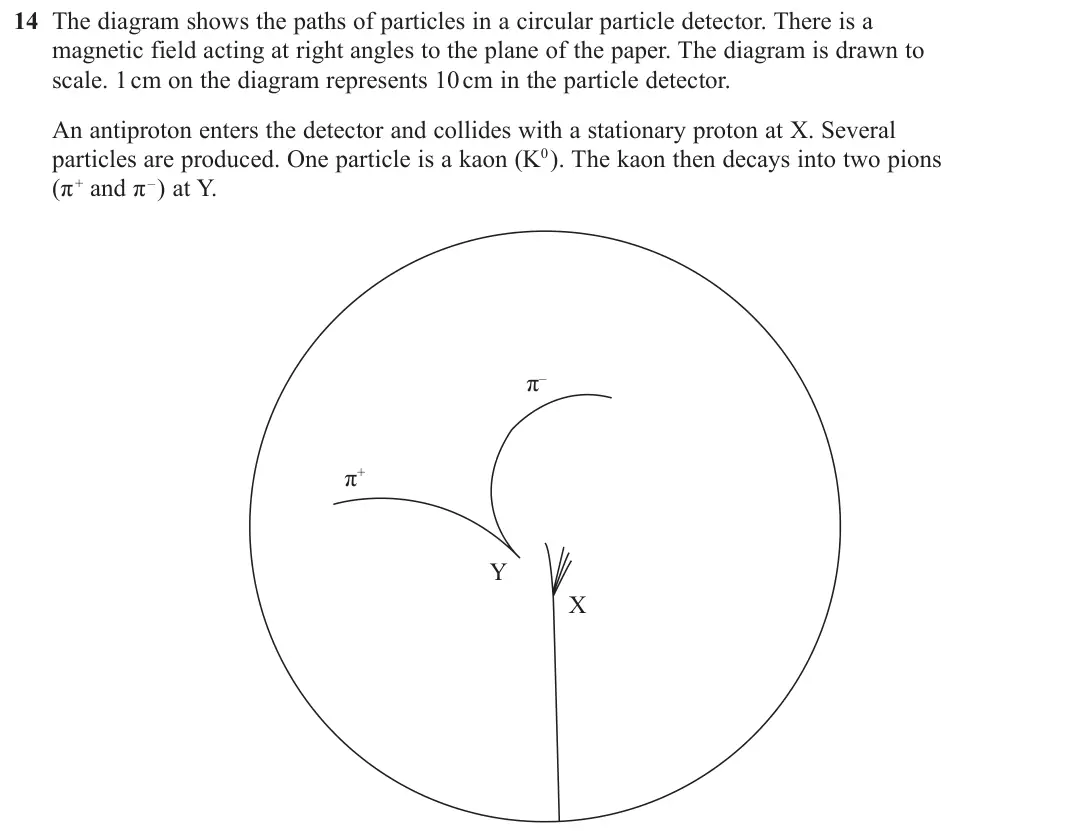 14 The diagram shows the paths of particles in a circular particle detector. There is a
magnetic field acting at right angles to the plane of the paper. The diagram is drawn to
scale. 1 cm on the diagram represents 10 cm in the particle detector.
An antiproton enters the detector and collides with a stationary proton at X. Several
particles are produced. One particle is a kaon (K⁰). The kaon then decays into two pions
(π⁺ and π⁻) at Y.
π⁻
π⁺
Y
X